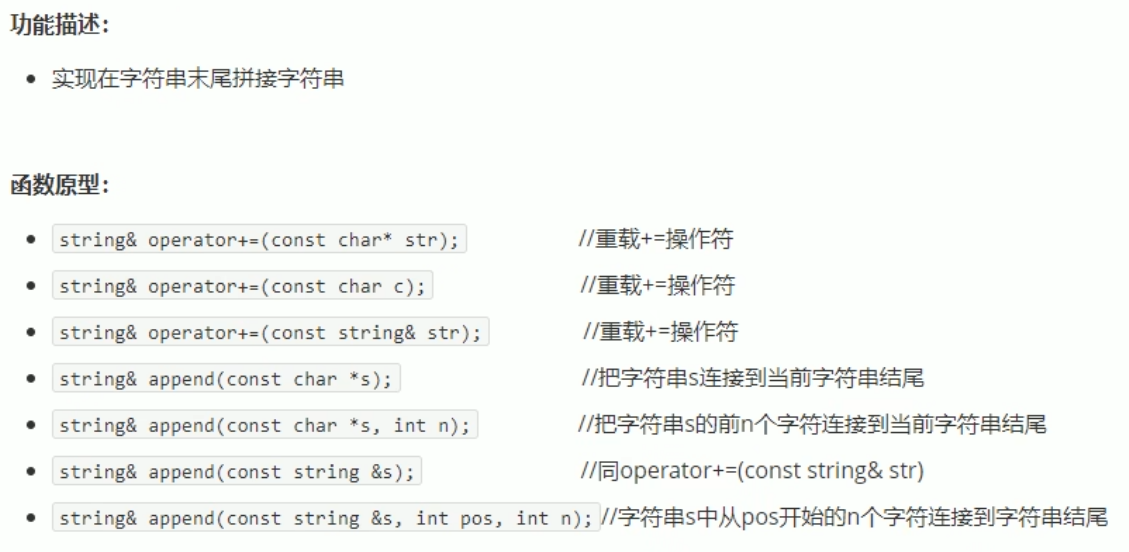 功能描述：
实现在字符串末尾拼接字符串
函数原型：
string& operator+=(const char* str); //重载+=操作符
string& operator+=(const char c); //重载+=操作符
string& operator+=(const string& str); //重载+=操作符
string& append(const char *s); //把字符串s连接到当前字符串结尾
string& append(const char *s, int n); //把字符串s的前n个字符连接到当前字符串结尾
string& append(const string &s); //同operator+=(const string& str)
string& append(const string &s, int pos, int n);//字符串s中从pos开始的n个字符连接到字符串结尾